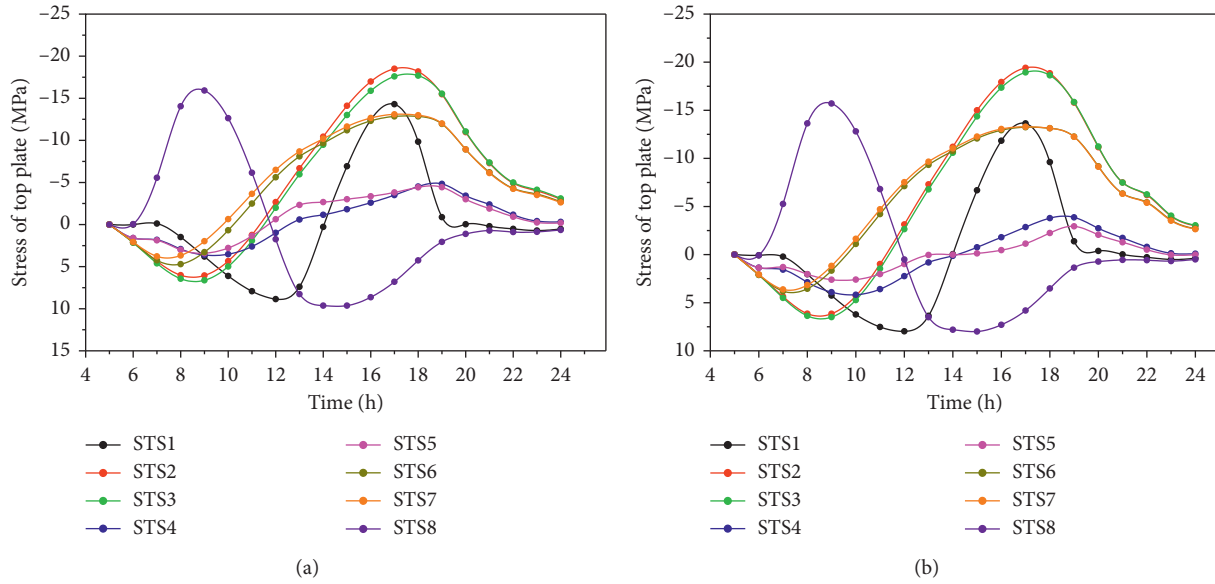 –25
–20
–15
–10
–5
0
5
10
15
Stress of top plate (MPa)
4 6 8 10 12 14 16 18 20 22 24
Time (h)
STS1
STS2
STS3
STS4
STS5
STS6
STS7
STS8
(a)
–25
–20
–15
–10
–5
0
5
10
Stress of top plate (MPa)
4 6 8 10 12 14 16 18 20 22 24
Time (h)
STS1
STS2
STS3
STS4
STS5
STS6
STS7
STS8
(b)